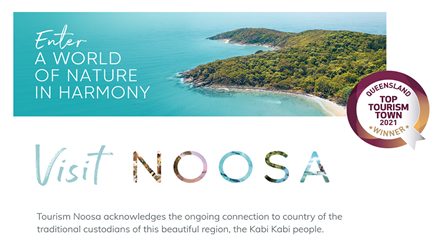 Enter
A WORLD
OF NATURE
IN HARMONY
QUEENSLAND
TOP
TOURISM
TOWN
2021
WINNER
Visit NOOSA
Tourism Noosa acknowledges the ongoing connection to country of the
traditional custodians of this beautiful region, the Kabi Kabi people.